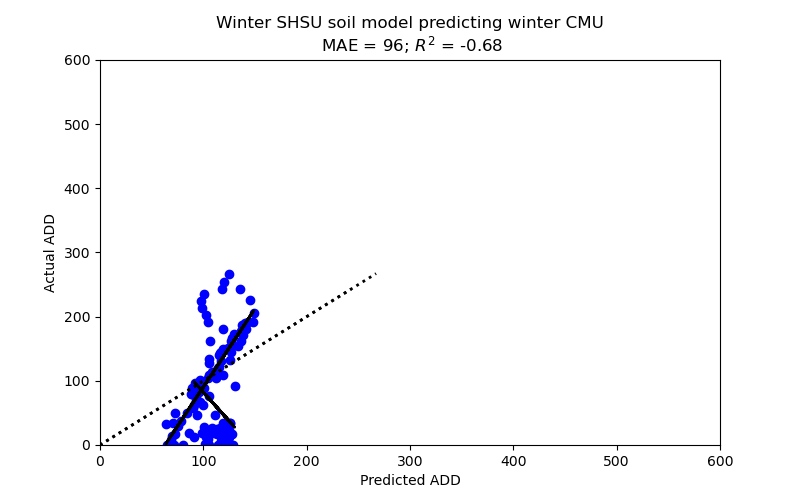 Winter SHSU soil model predicting winter CMU
MAE = 96; R² = -0.68
600
500
400
300
200
100
0
Actual ADD
0 100 200 300 400 500 600
Predicted ADD